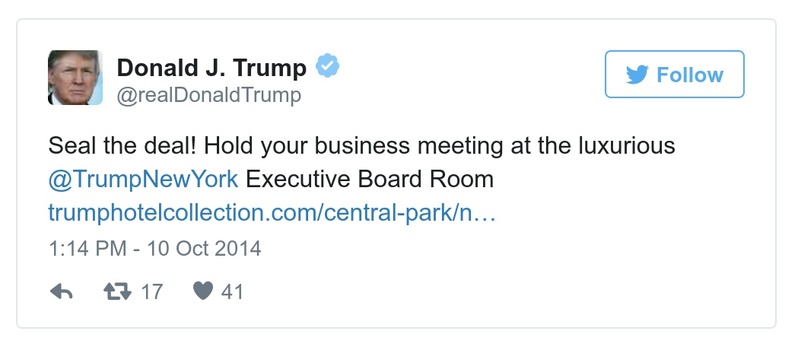 Donald J. Trump
@realDonaldTrump
Follow
Seal the deal! Hold your business meeting at the luxurious
@TrumpNewYork Executive Board Room
trumphotelcollection.com/central-park/n…
1:14 PM - 10 Oct 2014
17 41